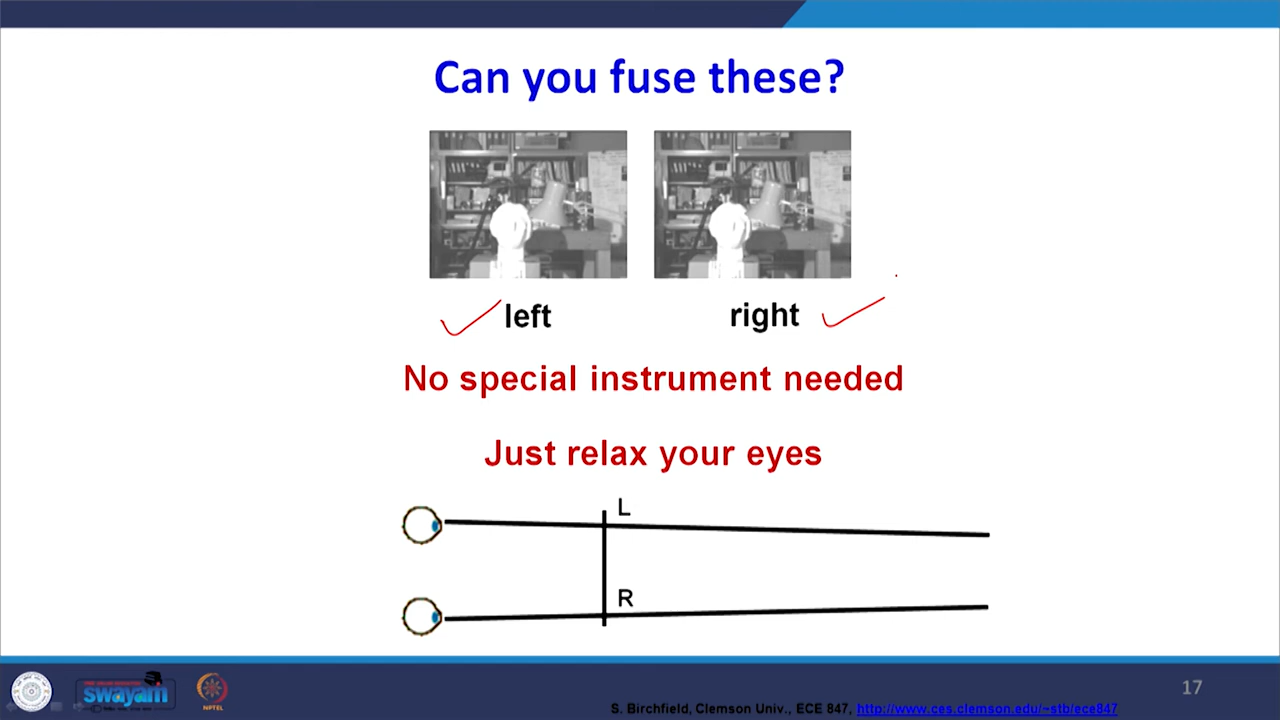 Can you fuse these?
left
right
No special instrument needed
Just relax your eyes
L
R
swayam
NPTEL
17
S. Birchfield, Clemson Univ., ECE 847, http://www.ces.clemson.edu/~stb/ece847